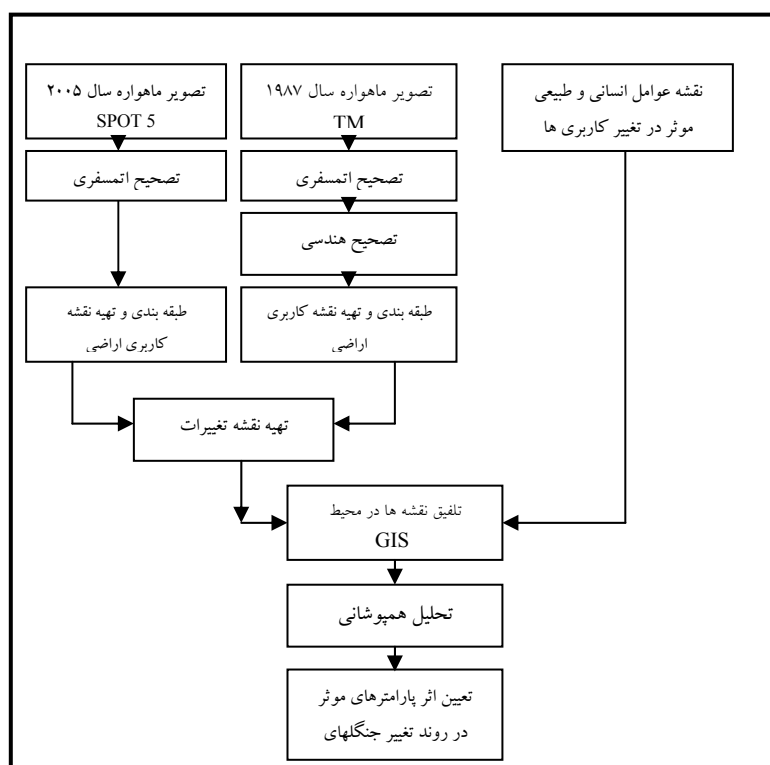 نقشه عوامل انسانی و طبیعی
موثر در تغییر کاربری ها
تصویر ماهواره سال ۱۹۸۷
TM
تصویر ماهواره سال ۲۰۰۵
SPOT 5
تصحیح اتمسفری
تصحیح اتمسفری
تصحیح هندسی
طبقه بندی و تهیه نقشه کاربری
اراضی
طبقه بندی و تهیه نقشه
کاربری اراضی
تهیه نقشه تغییرات
تلفیق نقشه ها در محیط
GIS
تحلیل همپوشانی
تعیین اثر پارامترهای موثر
در روند تغییر جنگلهای